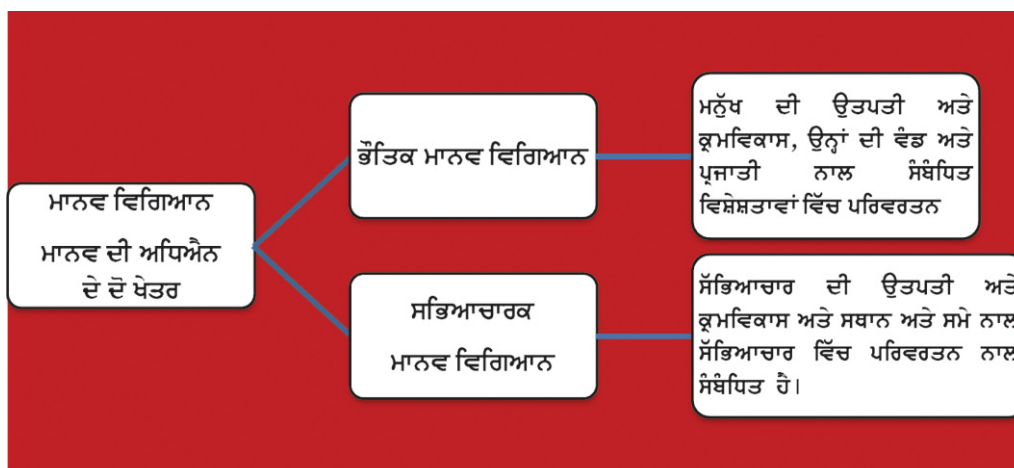 ਮਾਨਵ ਵਿਗਿਆਨ
ਮਾਨਵ ਦੀ ਅਧਿਐਨ
ਦੇ ਦੋ ਖੇਤਰ
ਭੌਤਿਕ ਮਾਨਵ ਵਿਗਿਆਨ
ਮਨੁੱਖ ਦੀ ਉਤਪਤੀ ਅਤੇ
ਕ੍ਰਮਵਿਕਾਸ, ਉਨ੍ਹਾਂ ਦੀ ਵੰਡ ਅਤੇ
ਪ੍ਰਜਾਤੀ ਨਾਲ ਸੰਬੰਧਿਤ
ਵਿਸ਼ੇਸ਼ਤਾਵਾਂ ਵਿੱਚ ਪਰਿਵਰਤਨ
ਸਭਿਆਚਾਰਕ
ਮਾਨਵ ਵਿਗਿਆਨ
ਸੱਭਿਆਚਾਰ ਦੀ ਉਤਪਤੀ ਅਤੇ
ਕ੍ਰਮਵਿਕਾਸ ਅਤੇ ਸਥਾਨ ਅਤੇ ਸਮੇ ਨਾਲ
ਸੱਭਿਆਚਾਰ ਵਿੱਚ ਪਰਿਵਰਤਨ ਨਾਲ
ਸੰਬੰਧਿਤ ਹੈ।